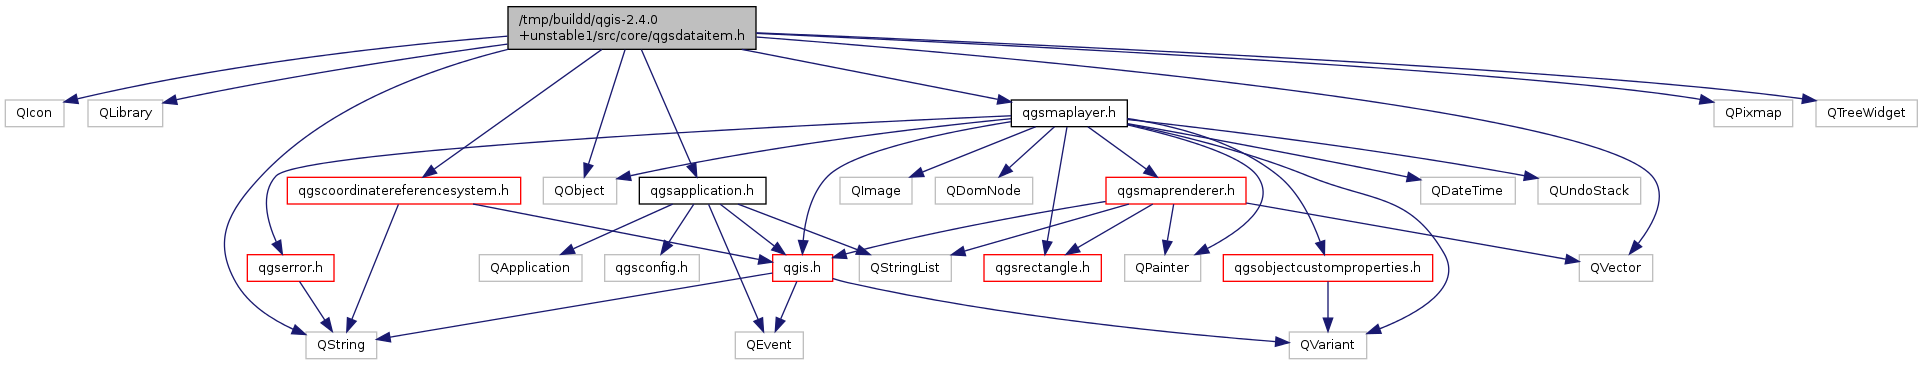 /tmp/buildd/qgis-2.4.0
+unstable1/src/core/qgsdataitem.h
QIcon
QLibrary
qgsmaplayer.h
QPixmap
QTreeWidget
qgscoordinatereferencesystem.h
QObject
qgsapplication.h
QImage
QDomNode
qgsmaprenderer.h
QDateTime
QUndoStack
qgserror.h
QApplication
qgsconfig.h
qgis.h
QStringList
qgsrectangle.h
QPainter
qgsobjectcustomproperties.h
QVector
QString
QEvent
QVariant